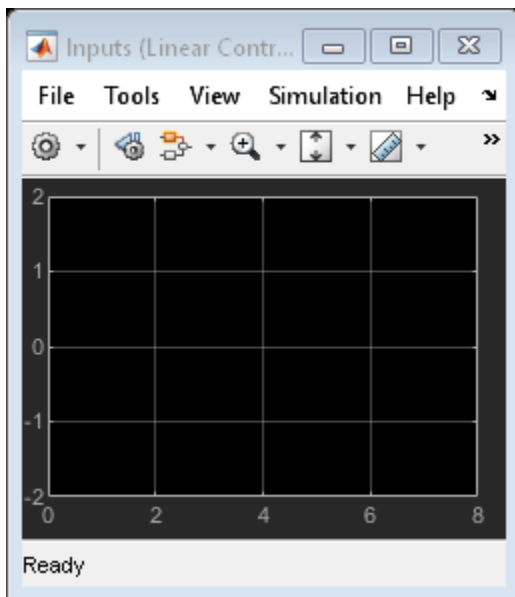 Inputs (Linear Contr...
File Tools View Simulation Help
2
1
0
-1
-2
0 2 4 6 8
Ready